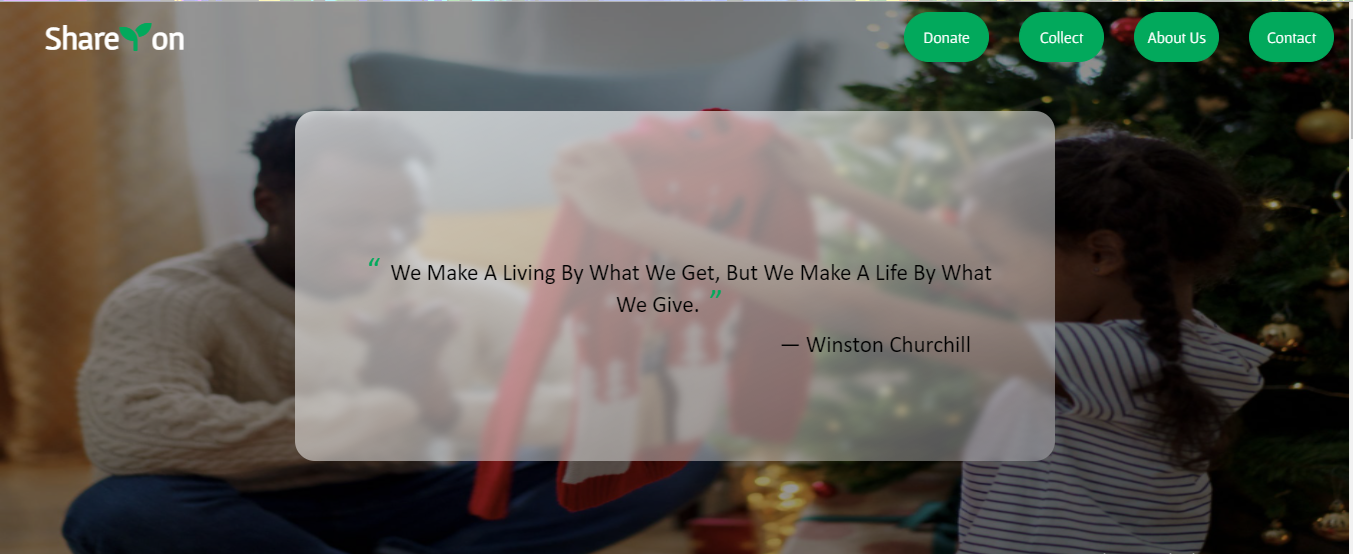 Share on
Donate
Collect
About Us
Contact
“ We Make A Living By What We Get, But We Make A Life By What
We Give. ”
— Winston Churchill